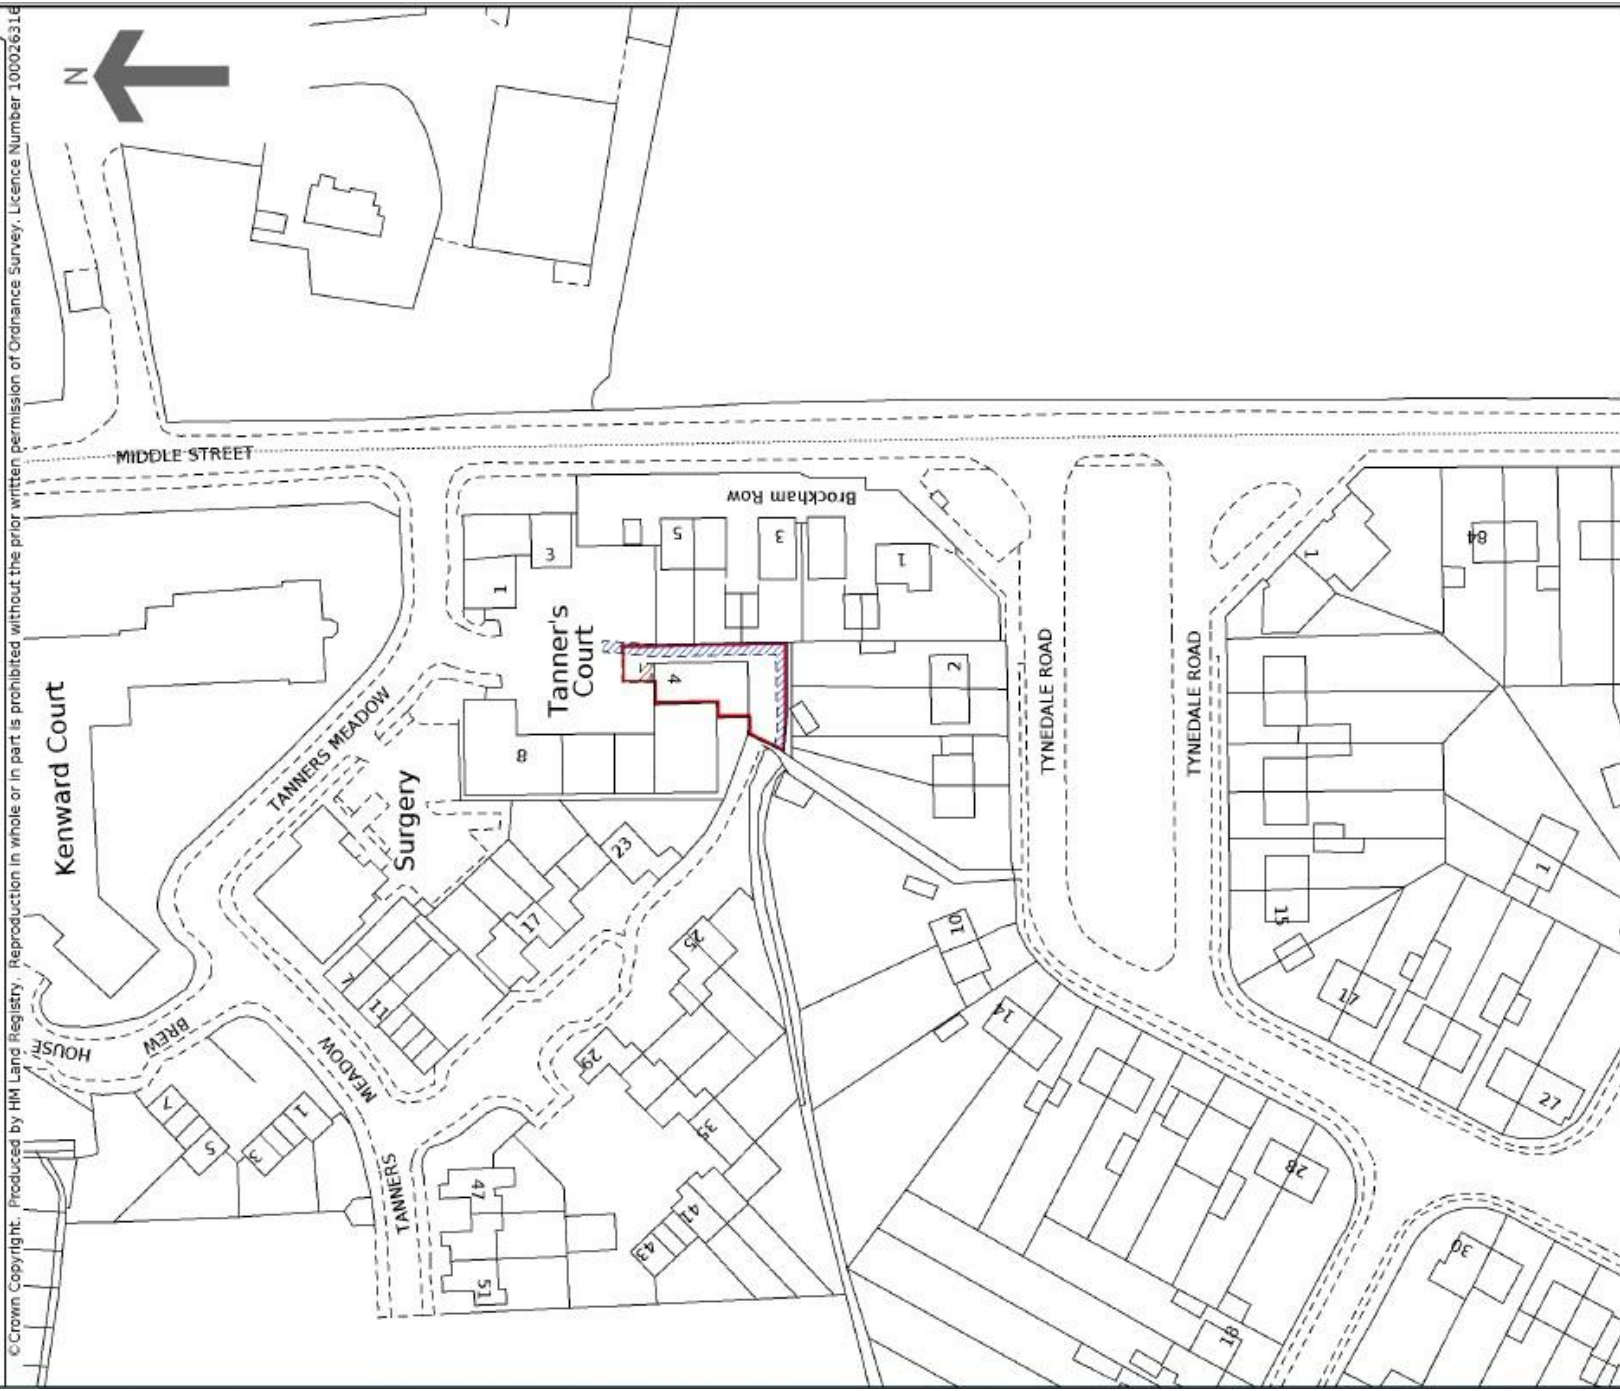 ©Crown Copyright. Produced by HM Land Registry. Reproduction in whole or in part is prohibited without the prior written permission of Ordnance Survey. Licence Number 100026316
N
MIDDLE STREET
Brockham Row
5
3
1
3
1
Tanner's
Court
4
8
2
TYNEDALE ROAD
TYNEDALE ROAD
1
84
Kenward Court
TANNERS MEADOW
Surgery
23
17
7
11
25
10
15
1
17
14
27
HOUSE
BREW
MEADOW
TANNERS
29
7
5
1
3
35
47
41
43
51
28
30
18